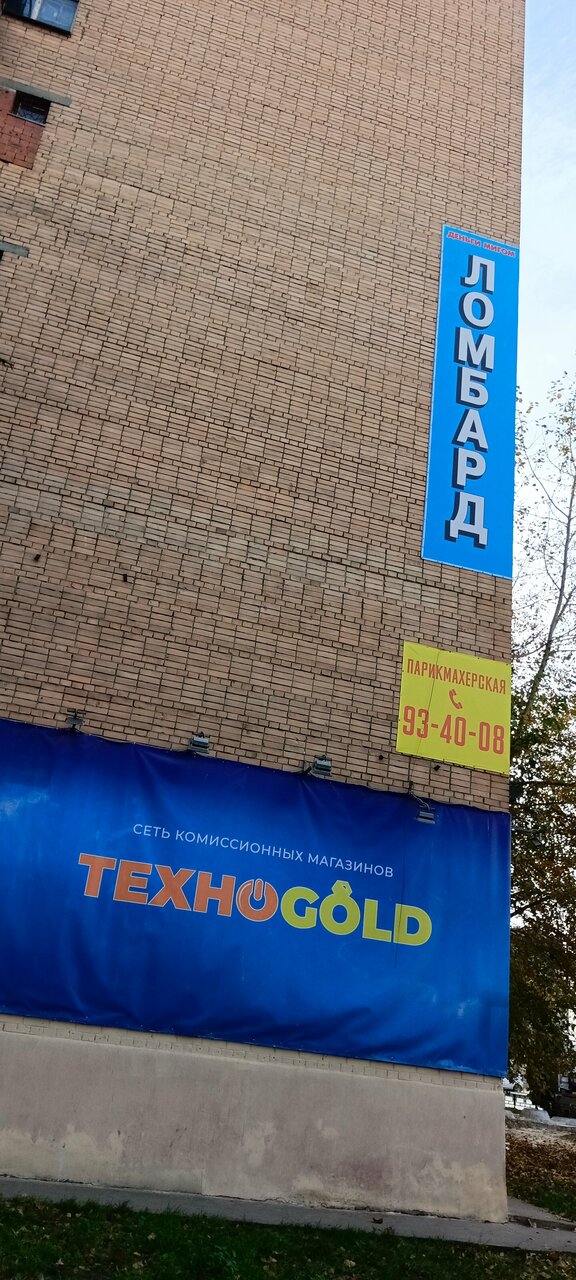 ДЕНЬГИ МИГОМ
ЛОМБАРД
ПАРИКМАХЕРСКАЯ
93-40-08
СЕТЬ КОМИССИОННЫХ МАГАЗИНОВ
ТЕХНОGOLD